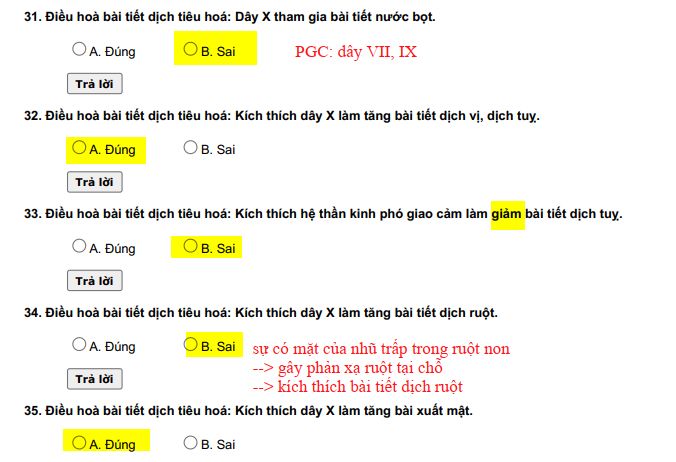 31. Điều hoà bài tiết dịch tiêu hoá: Dây X tham gia bài tiết nước bọt.
A. Đúng B. Sai PGC: dây VII, IX
Trả lời
32. Điều hoà bài tiết dịch tiêu hoá: Kích thích dây X làm tăng bài tiết dịch vị, dịch tuỵ.
A. Đúng B. Sai
Trả lời
33. Điều hoà bài tiết dịch tiêu hoá: Kích thích hệ thần kinh phó giao cảm làm giảm bài tiết dịch tuỵ.
A. Đúng B. Sai
Trả lời
34. Điều hoà bài tiết dịch tiêu hoá: Kích thích dây X làm tăng bài tiết dịch ruột.
A. Đúng B. Sai sự có mặt của nhũ trấp trong ruột non
Trả lời --> gây phản xạ ruột tại chỗ
--> kích thích bài tiết dịch ruột
35. Điều hoà bài tiết dịch tiêu hoá: Kích thích dây X làm tăng bài xuất mật.
A. Đúng B. Sai